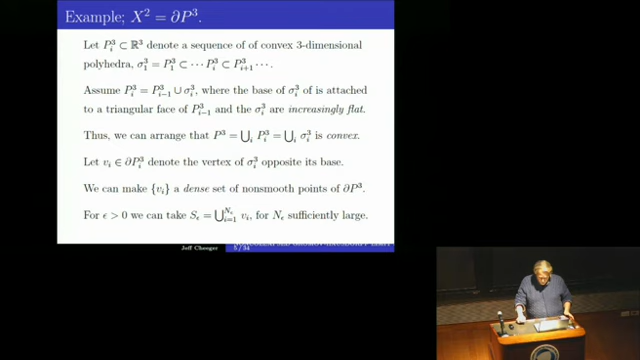 Example; X² = ∂P³.
Let P³ᵢ ⊂ ℝ³ denote a sequence of of convex 3-dimensional
polyhedra, σ³₁ = P³₁ ⊂ ··· P³ᵢ ⊂ P³ᵢ₊₁ ··· .
Assume P³ᵢ = P³ᵢ₋₁ ∪ σ³ᵢ, where the base of σ³ᵢ of is attached
to a triangular face of P³ᵢ₋₁ and the σ³ᵢ are increasingly flat.
Thus, we can arrange that P³ = ⋃ᵢ P³ᵢ = ⋃ᵢ σ³ᵢ is convex.
Let vᵢ ∈ ∂P³ᵢ denote the vertex of σ³ᵢ opposite its base.
We can make {vᵢ} a dense set of nonsmooth points of ∂P³.
For ϵ > 0 we can take S_ϵ = ⋃_{i=1}^{N_ϵ} vᵢ, for N_ϵ sufficiently large.
Jeff Cheeger
5 / 34